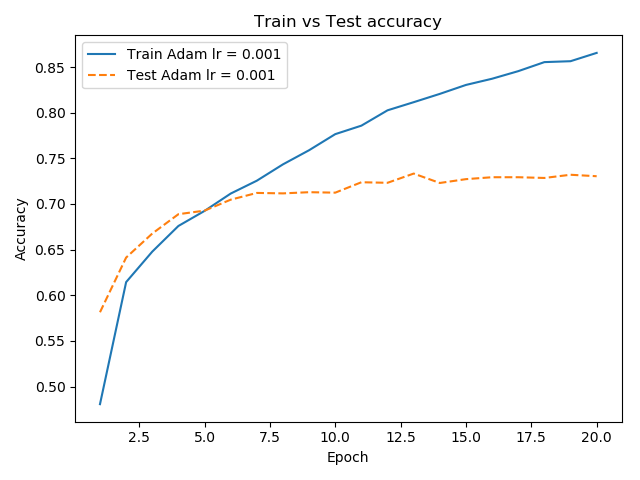 Train vs Test accuracy
Train Adam lr = 0.001
Test Adam lr = 0.001
0.85
0.80
0.75
0.70
0.65
0.60
0.55
0.50
Accuracy
2.5 5.0 7.5 10.0 12.5 15.0 17.5 20.0
Epoch